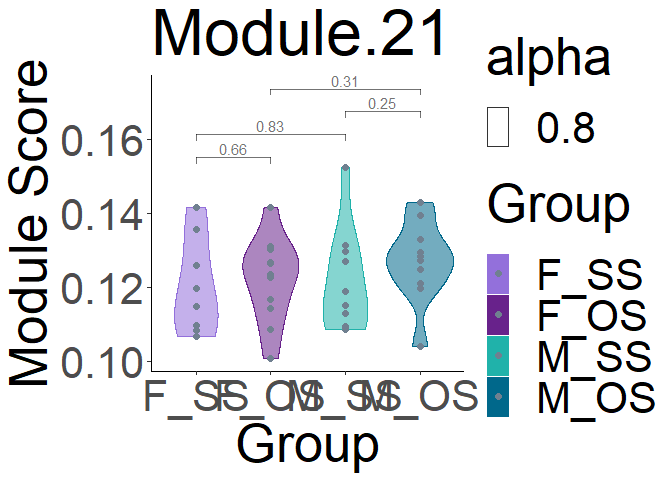 Module.21
Module Score
0.16
0.14
0.12
0.10
0.31
0.25
0.83
0.66
F_SS
F_OS
M_SS
M_OS
Group
alpha
0.8
Group
F_SS
F_OS
M_SS
M_OS